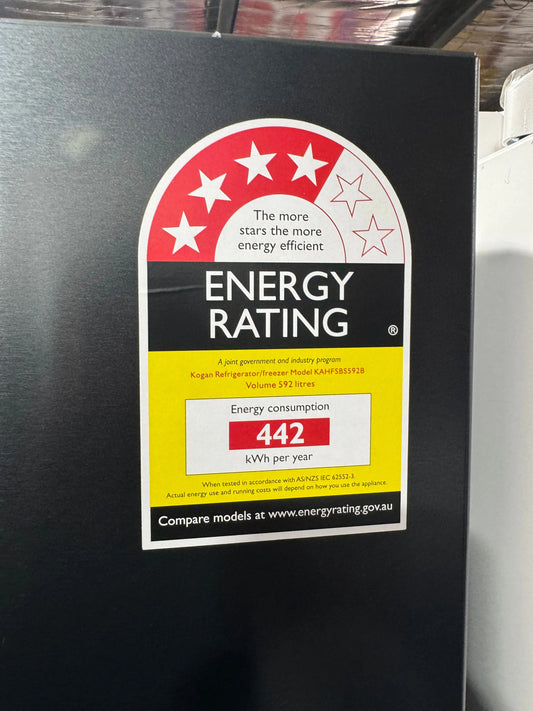 The more
stars the more
energy efficient
ENERGY
RATING ®
A joint government and industry program
Kogan Refrigerator/freezer Model KAHFSBS592B
Volume 592 litres
Energy consumption
442
kWh per year
When tested in accordance with AS/NZS IEC 62552-3.
Actual energy use and running costs will depend on how you use the appliance.
Compare models at www.energyrating.gov.au